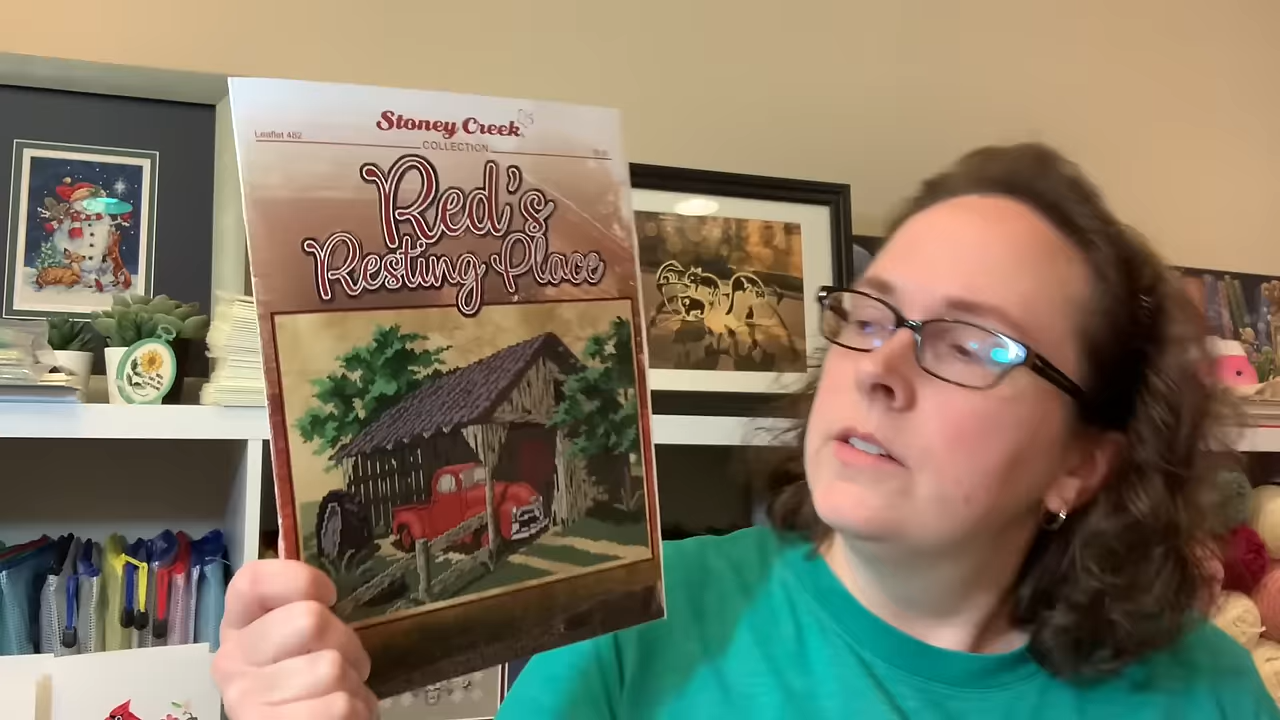 Stoney Creek
Leaflet 482
COLLECTION
Red's
Resting Place